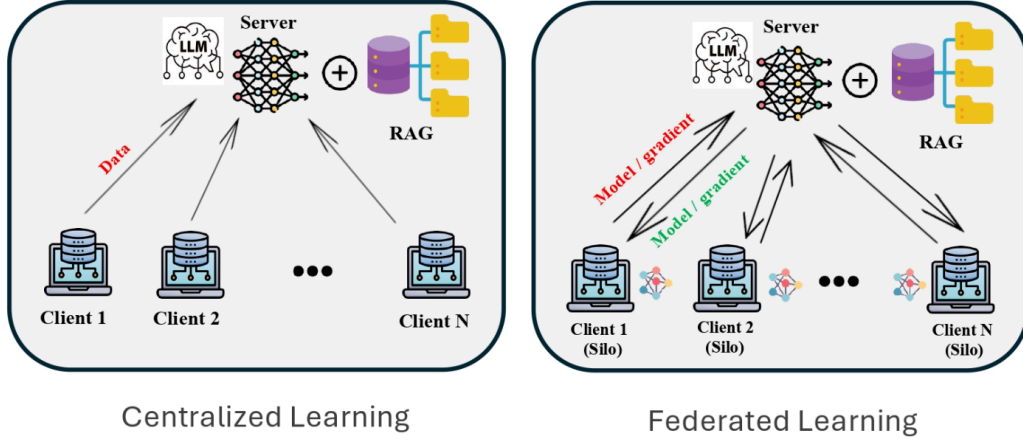 Server
LLM
RAG
Data
Client 1
Client 2
Client N
Centralized Learning
Server
LLM
RAG
Model / gradient
Model / gradient
Client 1
(Silo)
Client 2
(Silo)
Client N
(Silo)
Federated Learning